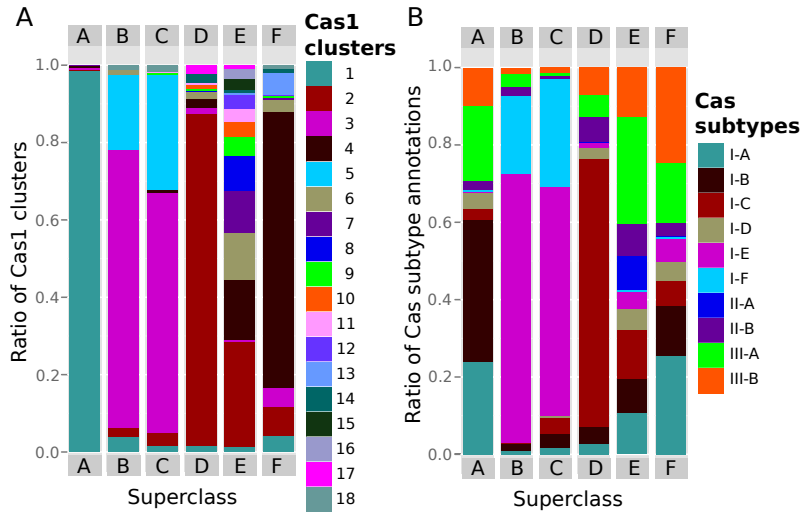 A
A B C D E F
1.0
0.8
0.6
0.4
0.2
0.0
Ratio of Cas1 clusters
A B C D E F
Superclass
Cas1
clusters
1
2
3
4
5
6
7
8
9
10
11
12
13
14
15
16
17
18
B
A B C D E F
1.0
0.8
0.6
0.4
0.2
0.0
Ratio of Cas subtype annotations
A B C D E F
Superclass
Cas
subtypes
I-A
I-B
I-C
I-D
I-E
I-F
II-A
II-B
III-A
III-B